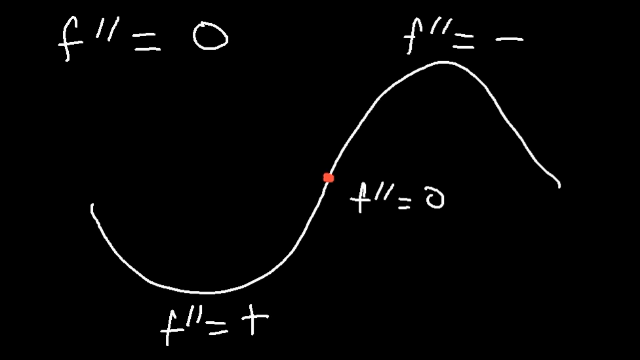 f'' = 0
f'' = −
f'' = 0
f'' = +